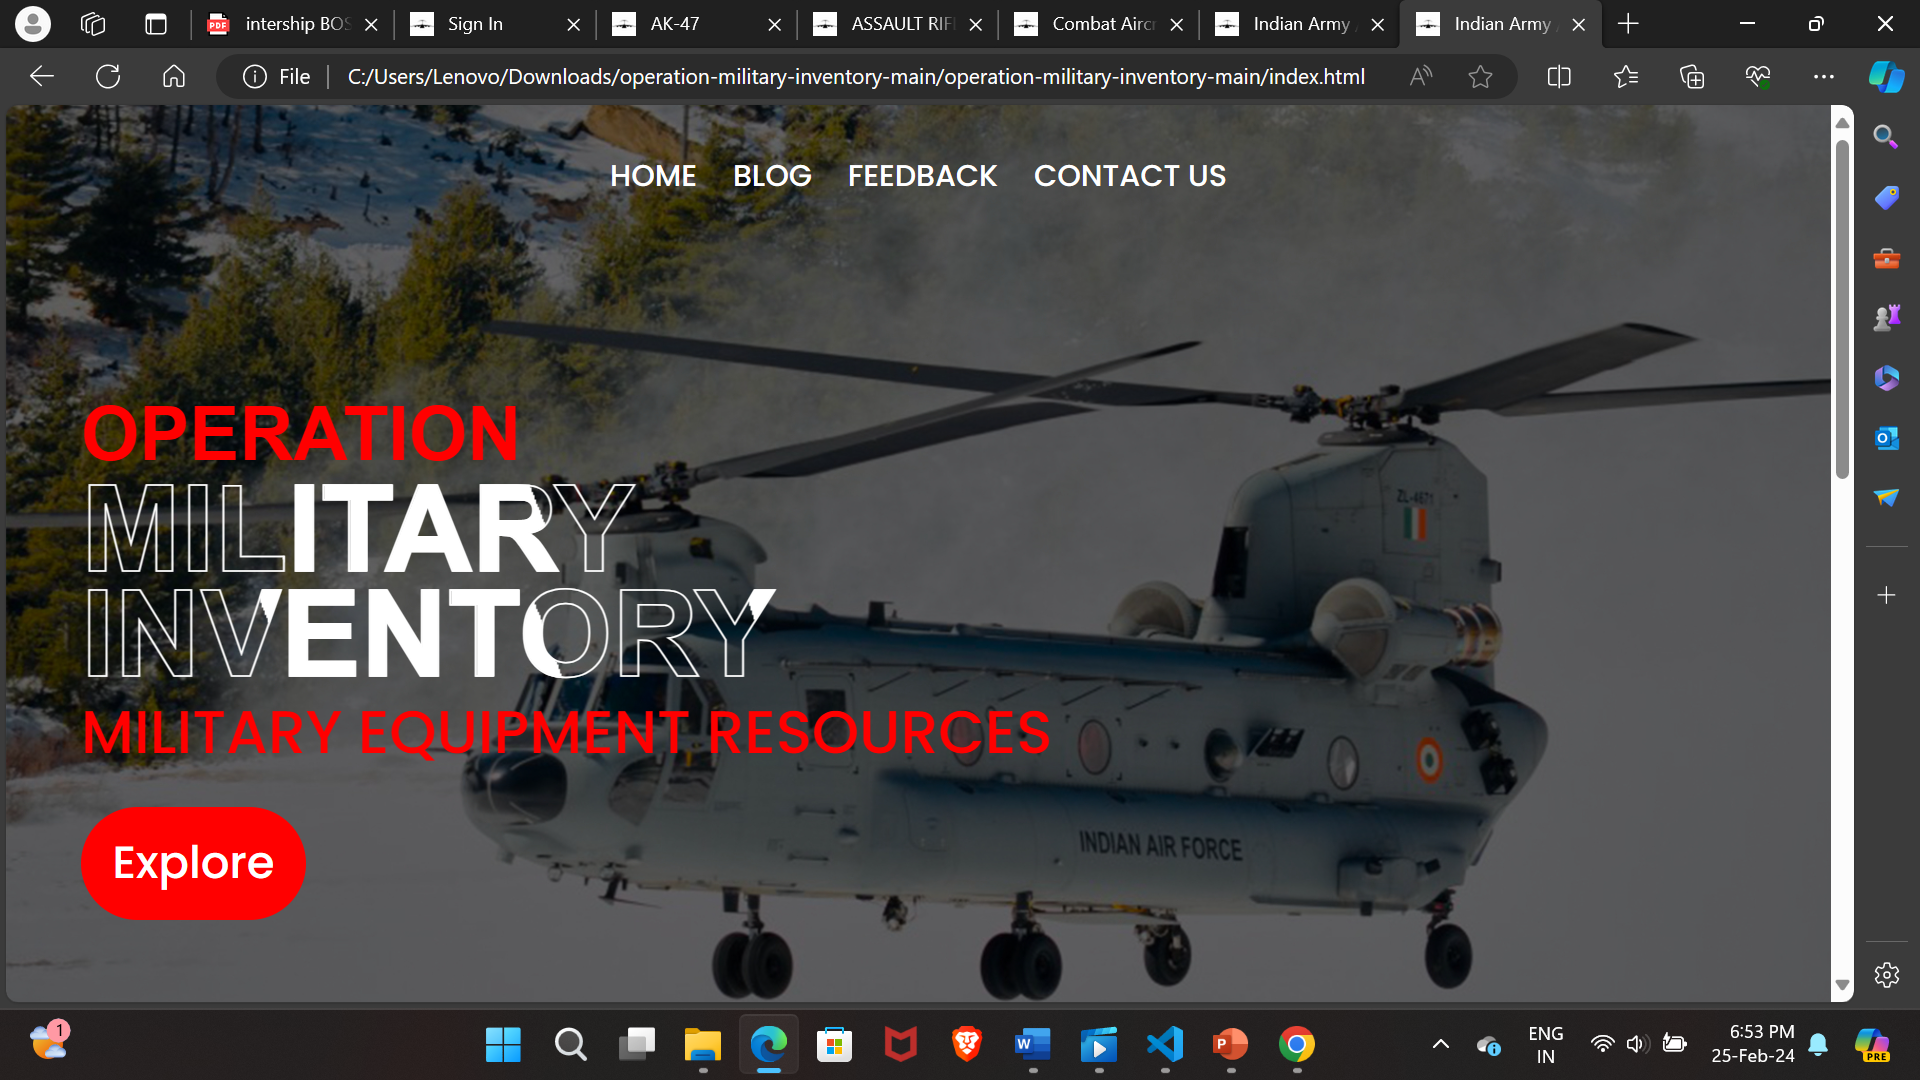 intership BOS
Sign In
AK-47
ASSAULT RIF
Combat Aircr
Indian Army
Indian Army
File
C:/Users/Lenovo/Downloads/operation-military-inventory-main/operation-military-inventory-main/index.html
HOME BLOG FEEDBACK CONTACT US
OPERATION
MILITARY
INVENTORY
MILITARY EQUIPMENT RESOURCES
Explore
ZL-4671
INDIAN AIR FORCE
1
ENG
IN
6:53 PM
25-Feb-24
PRE